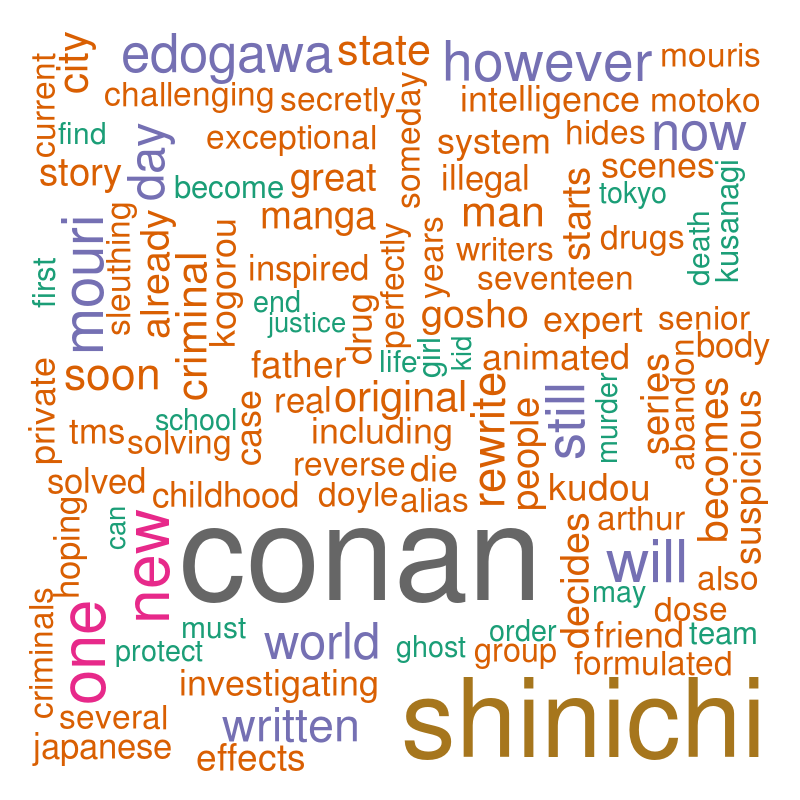 edogawa
state
however
mouris
city
current
challenging
secretly
someday
intelligence
motoko
find
day
exceptional
system
hides
now
story
become
great
illegal
scenes
tokyo
kusanagi
death
mouri
sleuthing
already
manga
man
starts
drugs
first
criminal
kogorou
inspired
perfectly
years
writers
seventeen
end
justice
drug
gosho
expert
senior
soon
father
life
girl
kid
animated
body
private
real
original
rewrite
people
still
murder
series
abandon
becomes
suspicious
tms
school
solving
case
including
solved
reverse
die
childhood
doyle
alias
kudou
hoping
can
new
conan
arthur
decides
will
also
may
criminals
one
must
protect
world
ghost
order
group
dose
friend
team
formulated
investigating
several
written
shinichi
japanese
effects